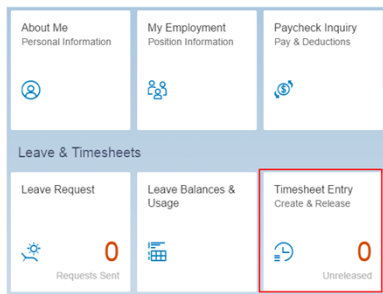 About Me
Personal Information
My Employment
Position Information
Paycheck Inquiry
Pay & Deductions
Leave & Timesheets
Leave Request
0
Requests Sent
Leave Balances &
Usage
Timesheet Entry
Create & Release
0
Unreleased